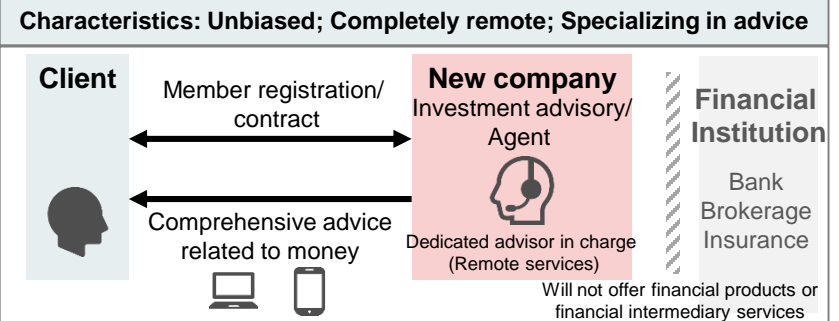 Characteristics: Unbiased; Completely remote; Specializing in advice
Client
Member registration/
contract
Comprehensive advice
related to money
New company
Investment advisory/
Agent
Dedicated advisor in charge
(Remote services)
Financial
Institution
Bank
Brokerage
Insurance
Will not offer financial products or
financial intermediary services